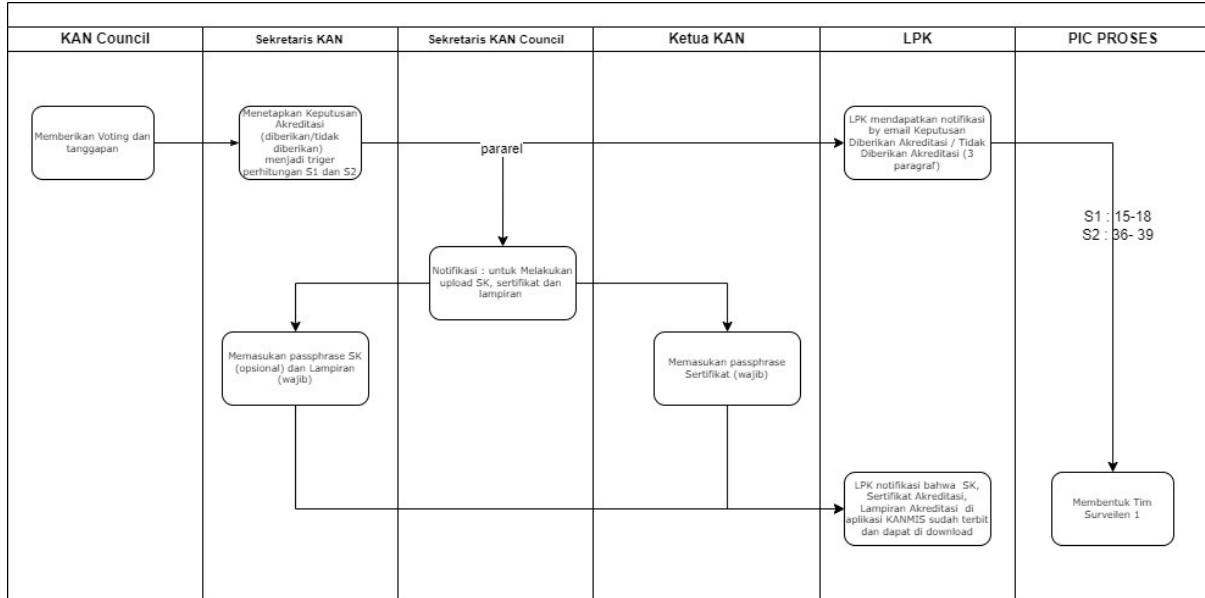 KAN Council
Sekretaris KAN
Sekretaris KAN Council
Ketua KAN
LPK
PIC PROSES
Memberikan Voting dan
tanggapan
Menetapkan Keputusan
Akreditasi
(diberikan/tidak
diberikan)
menjadi triger
perhitungan S1 dan S2
pararel
LPK mendapatkan notifikasi
by email Keputusan
Diberikan Akreditasi / Tidak
Diberikan Akreditasi (3
paragraf)
S1 : 15-18
S2 : 36- 39
Notifikasi : untuk Melakukan
upload SK, sertifikat dan
lampiran
Memasukan passphrase SK
(opsional) dan Lampiran
(wajib)
Memasukan passphrase
Sertifikat (wajib)
LPK notifikasi bahwa SK,
Sertifikat Akreditasi,
Lampiran Akreditasi di
aplikasi KANMIS sudah terbit
dan dapat di download
Membentuk Tim
Surveilen 1